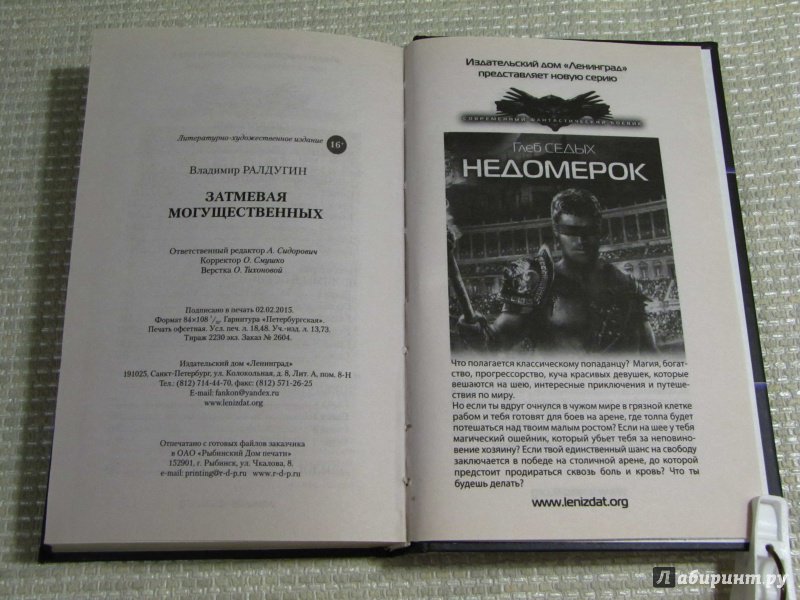 Литературно-художественное издание
16+
Владимир РАЛДУГИН
ЗАТМЕВАЯ
МОГУЩЕСТВЕННЫХ
Ответственный редактор А. Сидорович
Корректор О. Смушко
Верстка О. Тихоновой
Подписано в печать 02.02.2015.
Формат 84×108 1/32. Гарнитура «Петербургская».
Печать офсетная. Усл. печ. л. 18,48. Уч.-изд. л. 13,73.
Тираж 2230 экз. Заказ № 2604.
Издательский дом «Ленинград»
191025, Санкт-Петербург, ул. Колокольная, д. 8, Лит. А, пом. 8-Н
Тел.: (812) 714-44-70, факс: (812) 571-26-25
E-mail: fankon@yandex.ru
www.lenizdat.org
Отпечатано с готовых файлов заказчика
в ОАО «Рыбинский Дом печати»
152901, г. Рыбинск, ул. Чкалова, 8.
e-mail: printing@r-d-p.ru www.r-d-p.ru
Издательский дом «Ленинград»
представляет новую серию
СОВРЕМЕННЫЙ ФАНТАСТИЧЕСКИЙ БОЕВИК
Глеб СЕДЫХ
НЕДОМЕРОК
Что полагается классическому попаданцу? Магия, богат-
ство, прогрессорство, куча красивых девушек, которые
вешаются на шею, интересные приключения и путеше-
ствия по миру.
Но если ты вдруг очнулся в чужом мире в грязной клетке
рабом и тебя готовят для боев на арене, где толпа будет
потешаться над твоим малым ростом? Если на шее у тебя
магический ошейник, который убьет тебя за неповино-
вение хозяину? Если твой единственный шанс на свободу
заключается в победе на столичной арене, до которой
предстоит продираться сквозь боль и кровь? Что ты
будешь делать?
www.lenizdat.org
Лабиринт.ру